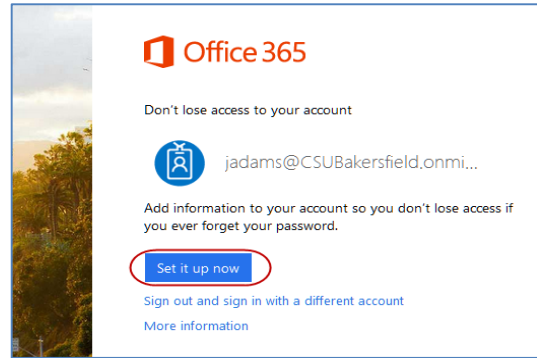 Office 365
Don't lose access to your account
jadams@CSUBakersfield.onmi...
Add information to your account so you don't lose access if
you ever forget your password.
Set it up now
Sign out and sign in with a different account
More information